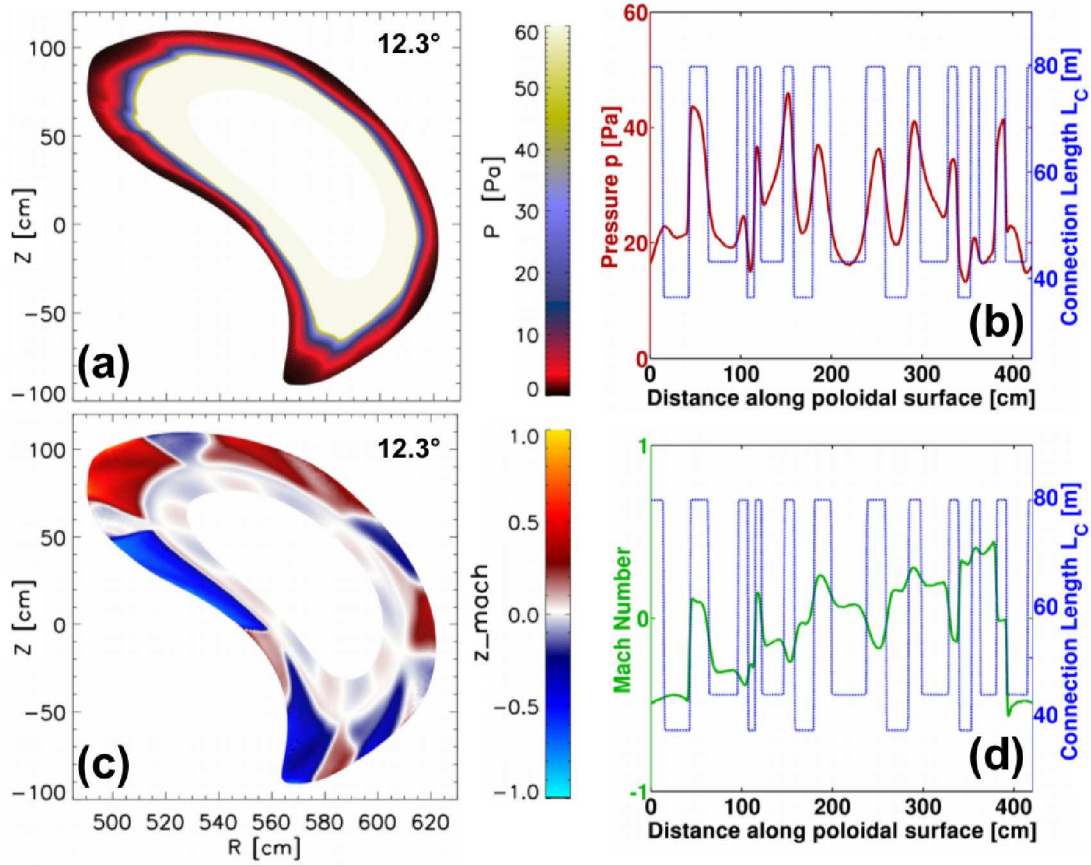 12.3°
(a)
Z [cm]
100
50
0
-50
-100
P [Pa]
60
50
40
30
20
10
0
(b)
Pressure p [Pa]
60
40
20
0
Connection Length L_C [m]
80
60
40
0 100 200 300 400
Distance along poloidal surface [cm]
12.3°
(c)
Z [cm]
100
50
0
-50
-100
500 520 540 560 580 600 620
R [cm]
z_mach
1.0
0.5
0.0
-0.5
-1.0
(d)
Mach Number
1
0
-1
Connection Length L_C [m]
80
60
40
0 100 200 300 400
Distance along poloidal surface [cm]